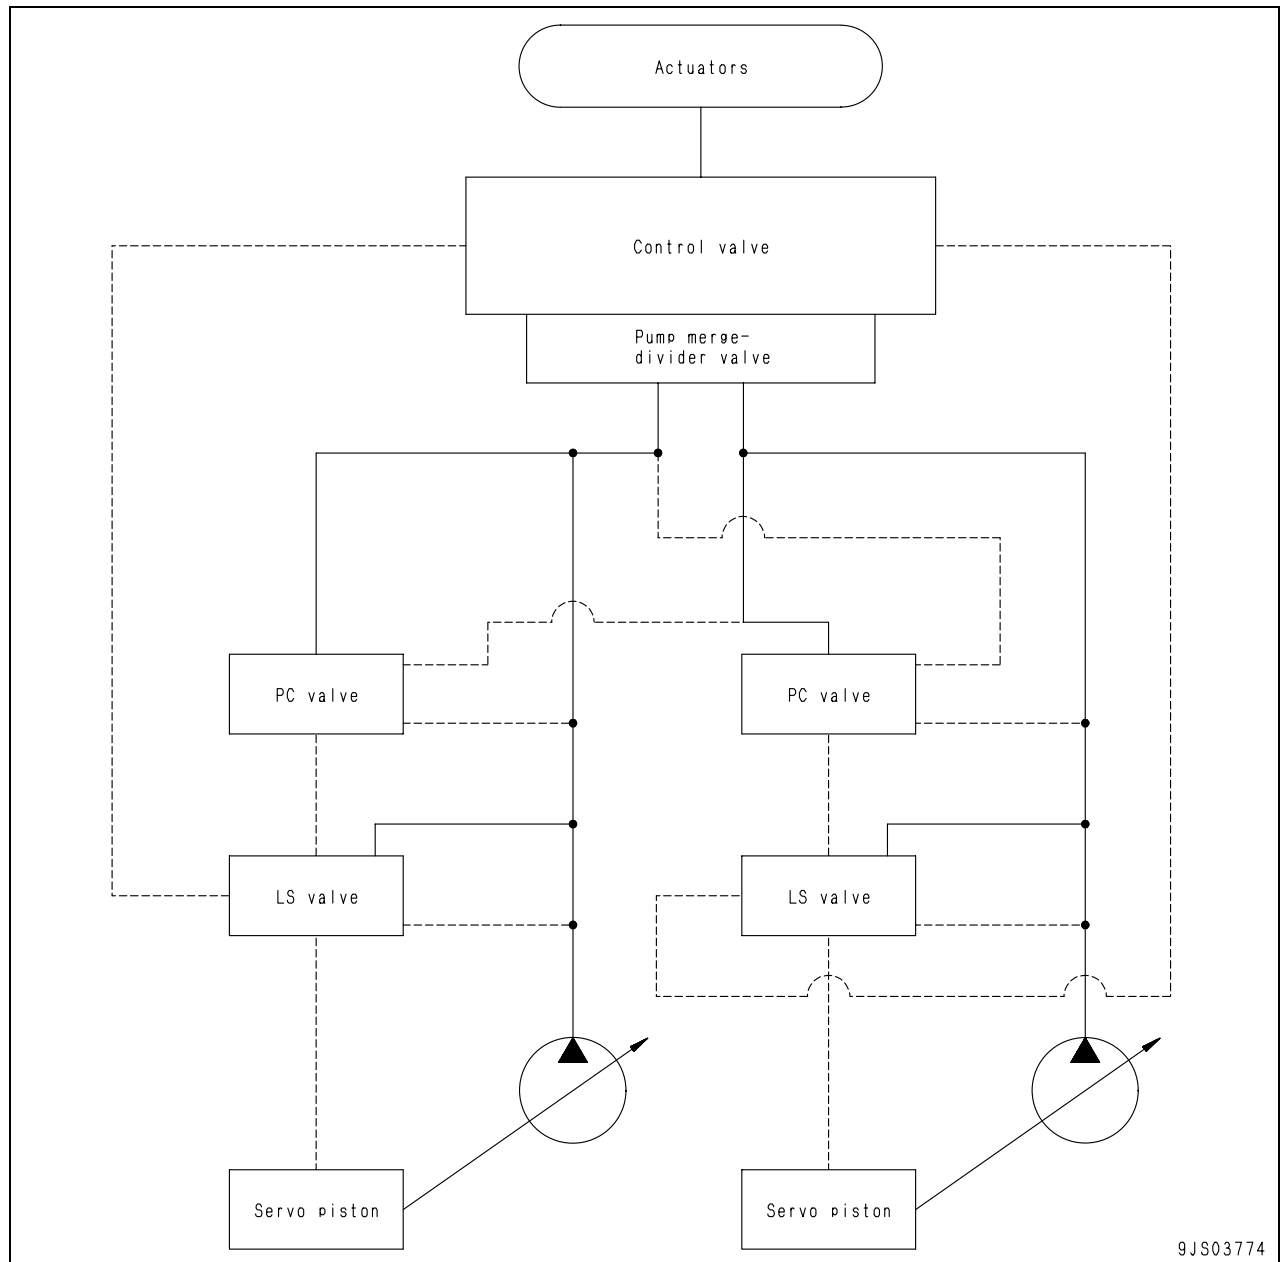 Actuators
Control valve
Pump merge-
divider valve
PC valve
PC valve
LS valve
LS valve
Servo piston
Servo piston
9JS03774